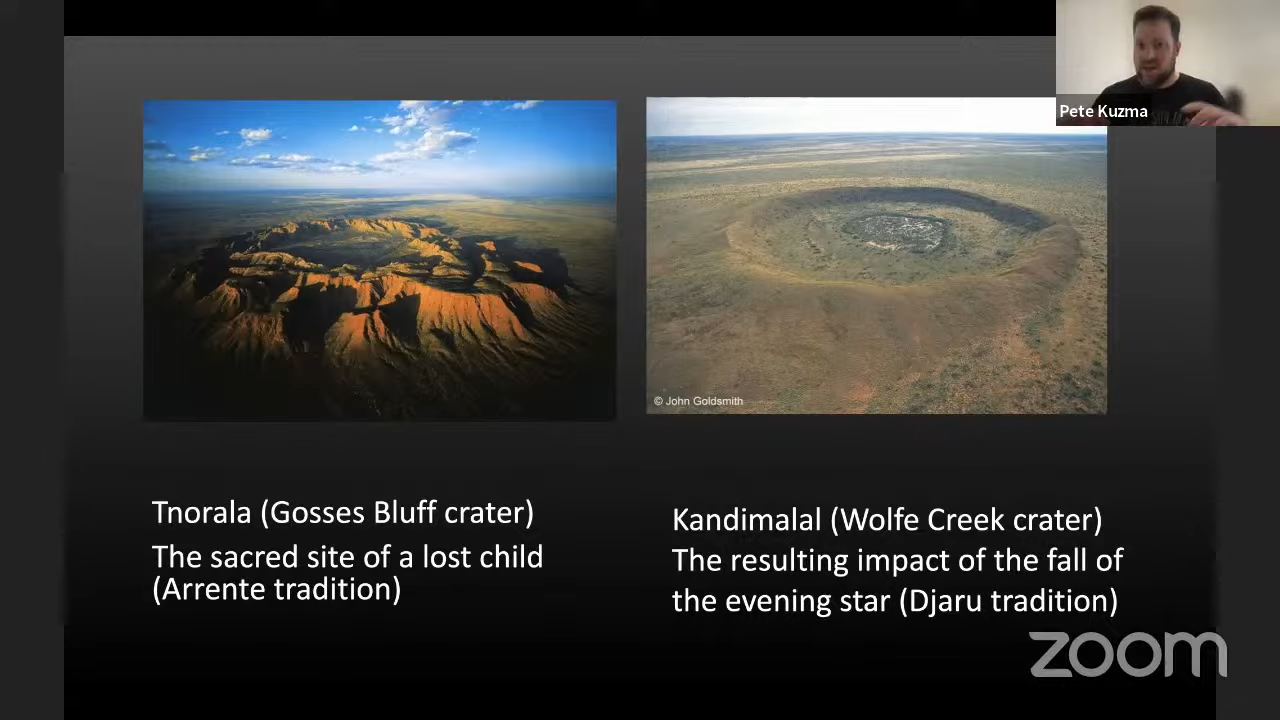 Pete Kuzma
© John Goldsmith
Tnorala (Gosses Bluff crater)
The sacred site of a lost child
(Arrente tradition)
Kandimalal (Wolfe Creek crater)
The resulting impact of the fall of
the evening star (Djaru tradition)
zoom